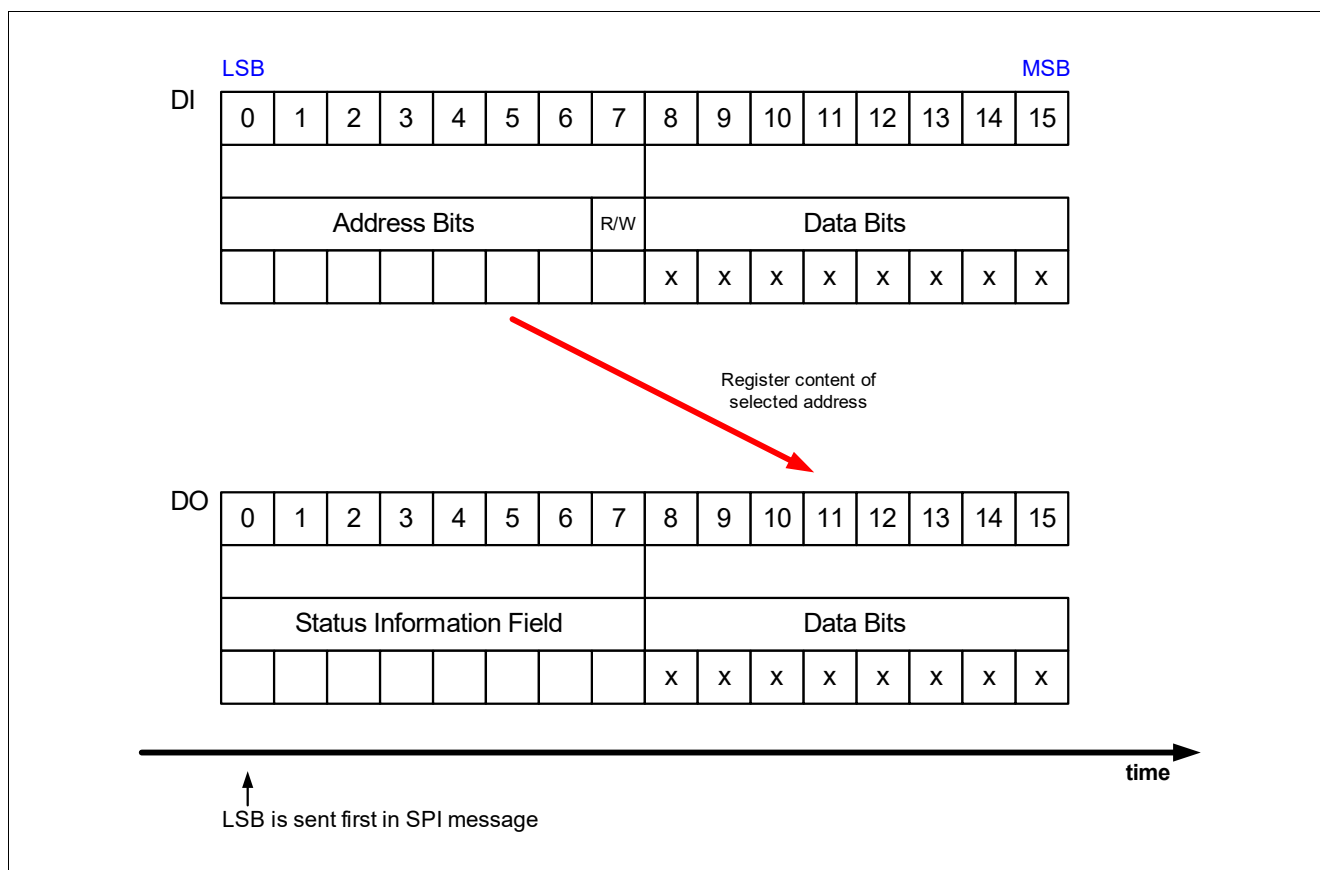 LSB MSB
DI
0 1 2 3 4 5 6 7 8 9 10 11 12 13 14 15
Address Bits R/W Data Bits
x x x x x x x x
Register content of
selected address
DO
0 1 2 3 4 5 6 7 8 9 10 11 12 13 14 15
Status Information Field Data Bits
x x x x x x x x
time
LSB is sent first in SPI message